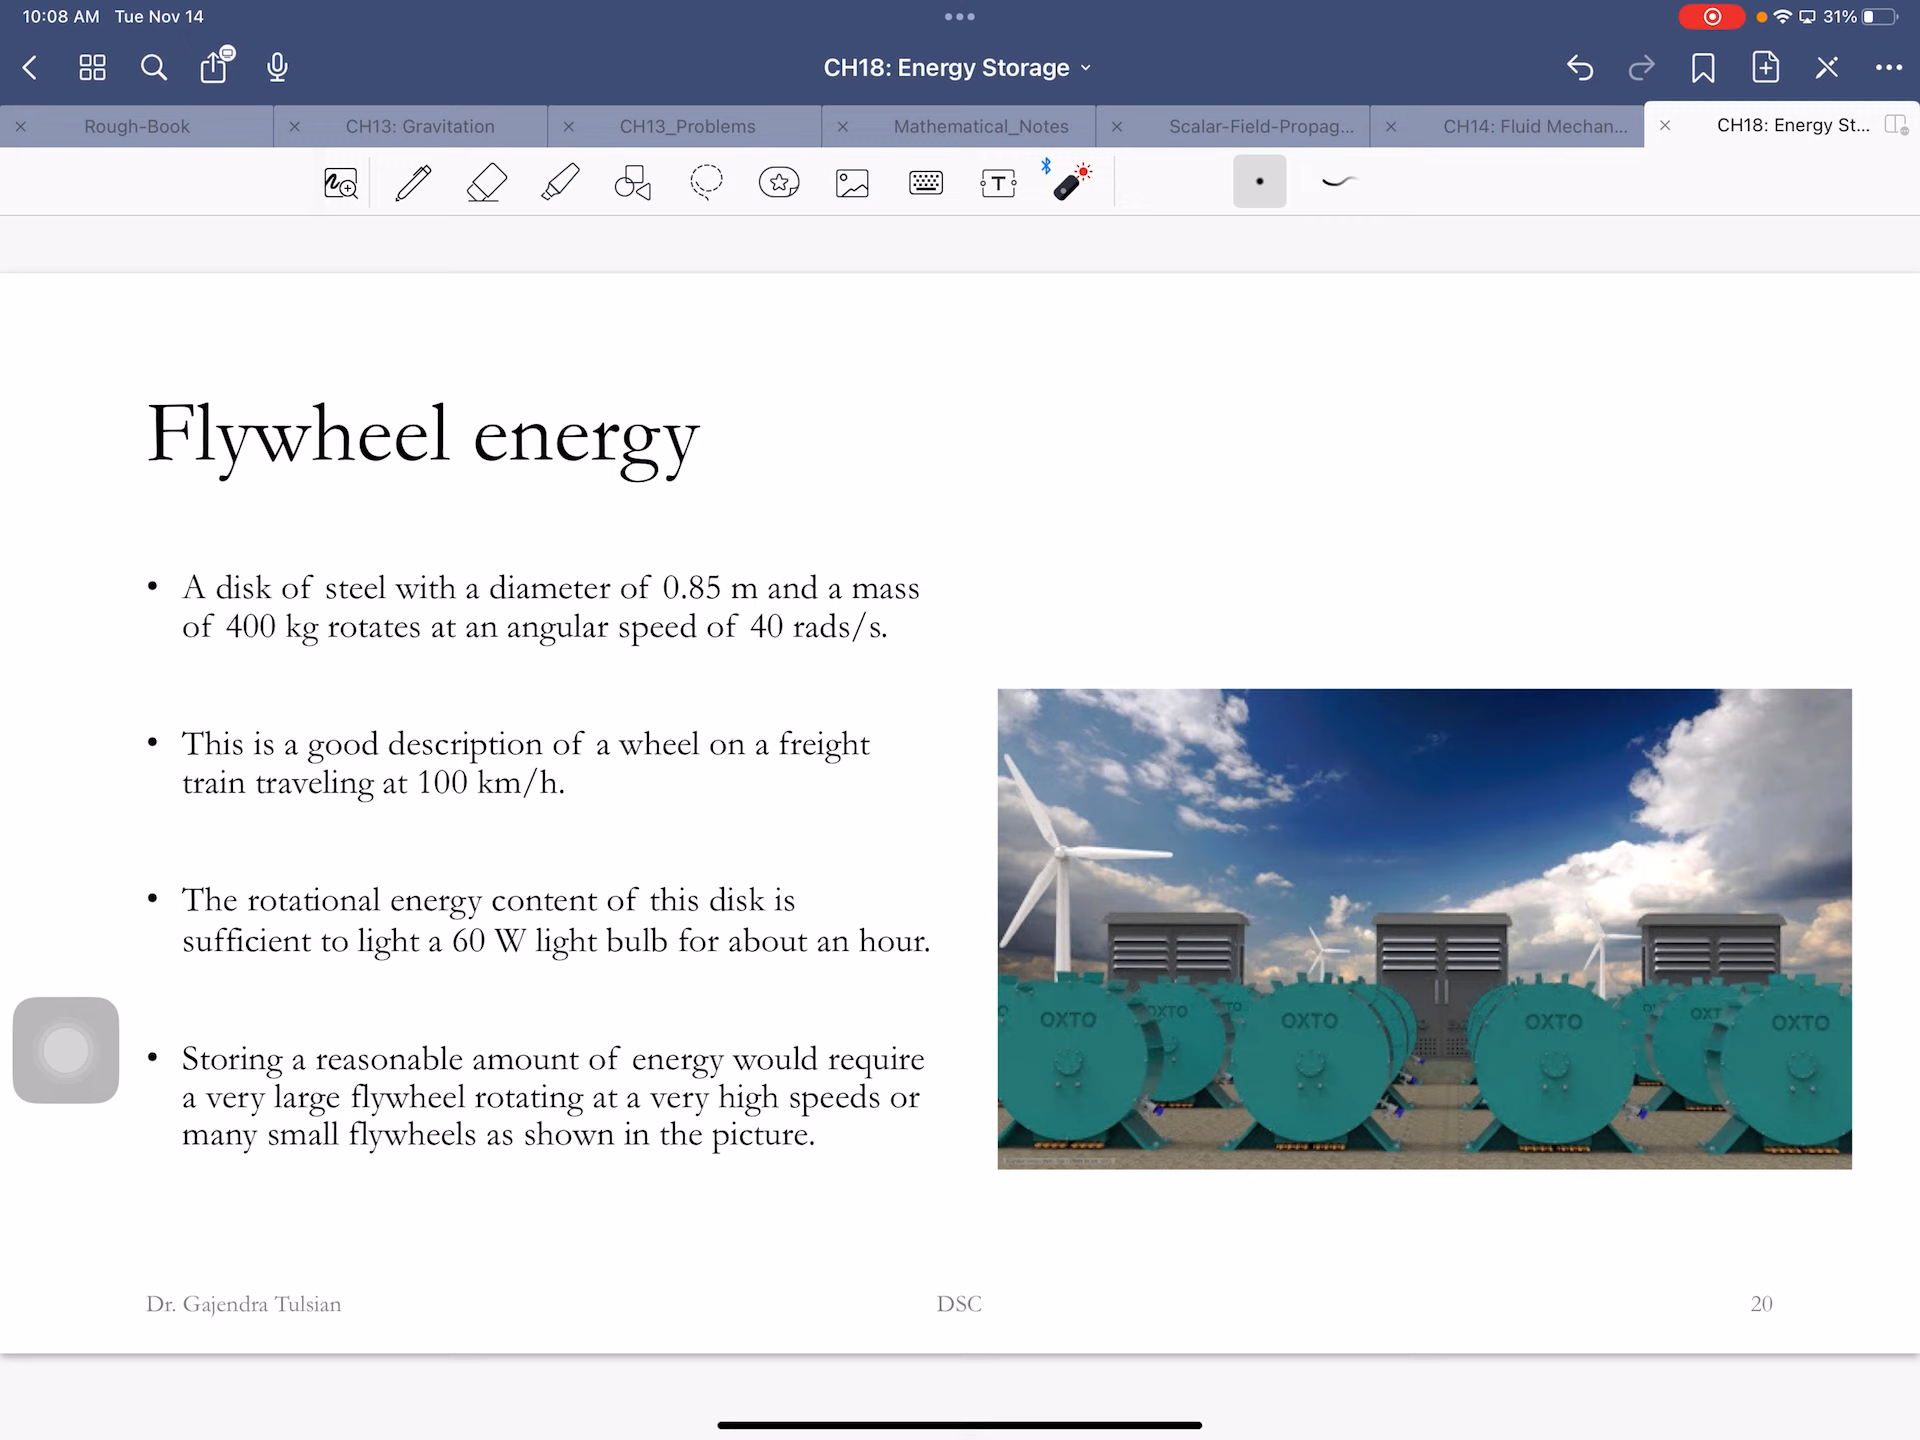 10:08 AM Tue Nov 14
31%
CH18: Energy Storage
Rough-Book
CH13: Gravitation
CH13_Problems
Mathematical_Notes
Scalar-Field-Propag...
CH14: Fluid Mechan...
CH18: Energy St...
T
Flywheel energy
• A disk of steel with a diameter of 0.85 m and a mass
of 400 kg rotates at an angular speed of 40 rads/s.
• This is a good description of a wheel on a freight
train traveling at 100 km/h.
• The rotational energy content of this disk is
sufficient to light a 60 W light bulb for about an hour.
• Storing a reasonable amount of energy would require
a very large flywheel rotating at a very high speeds or
many small flywheels as shown in the picture.
OXTO
OXTO
OXTO
OXTO
OXTO
Dr. Gajendra Tulsian
DSC
20